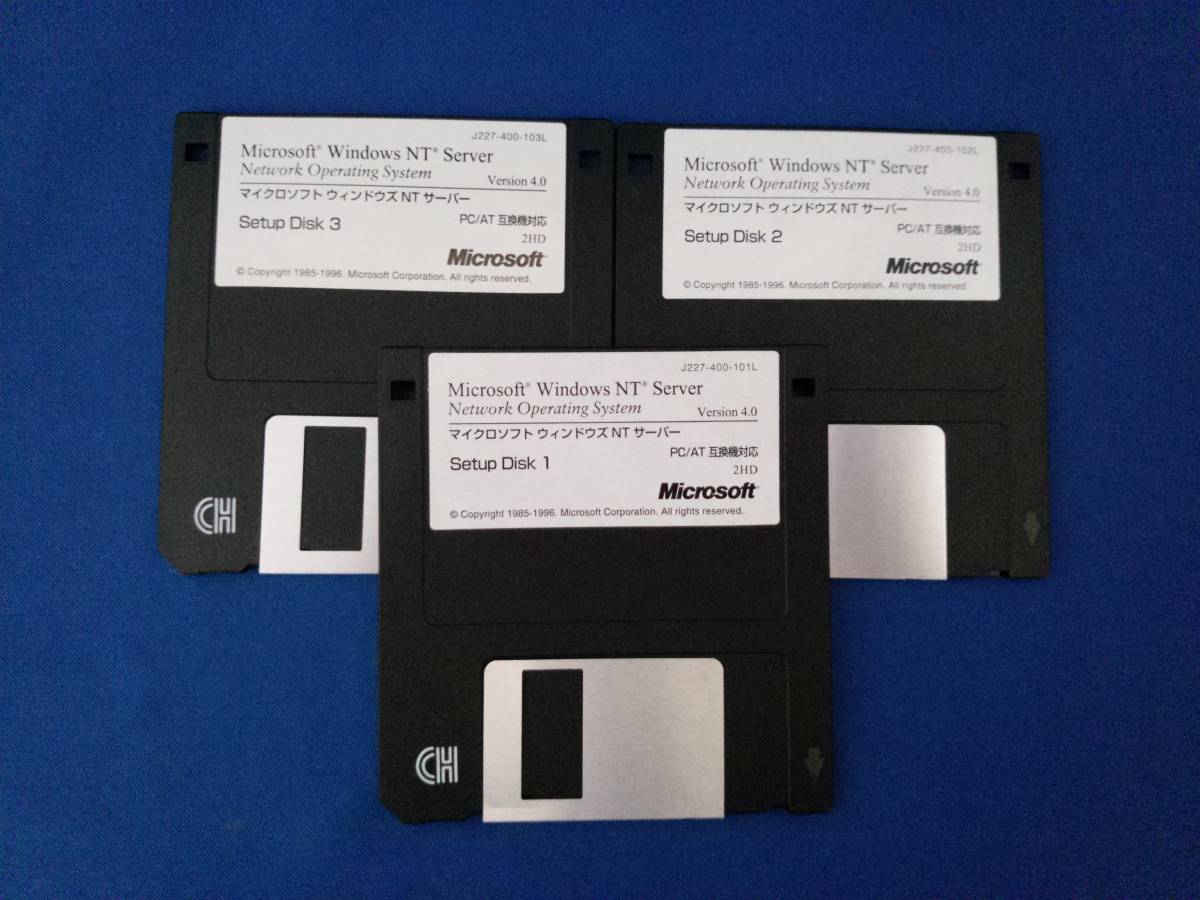 J227-400-103L
Microsoft® Windows NT® Server
Network Operating System
Version 4.0
マイクロソフト ウィンドウズ NT サーバー
Setup Disk 3
PC/AT 互換機対応
2HD
Microsoft®
© Copyright 1985-1996. Microsoft Corporation. All rights reserved.
J227-400-102L
Microsoft® Windows NT® Server
Network Operating System
Version 4.0
マイクロソフト ウィンドウズ NT サーバー
Setup Disk 2
PC/AT 互換機対応
2HD
Microsoft®
© Copyright 1985-1996. Microsoft Corporation. All rights reserved.
J227-400-101L
Microsoft® Windows NT® Server
Network Operating System
Version 4.0
マイクロソフト ウィンドウズ NT サーバー
Setup Disk 1
PC/AT 互換機対応
2HD
Microsoft®
© Copyright 1985-1996. Microsoft Corporation. All rights reserved.
CH
CH